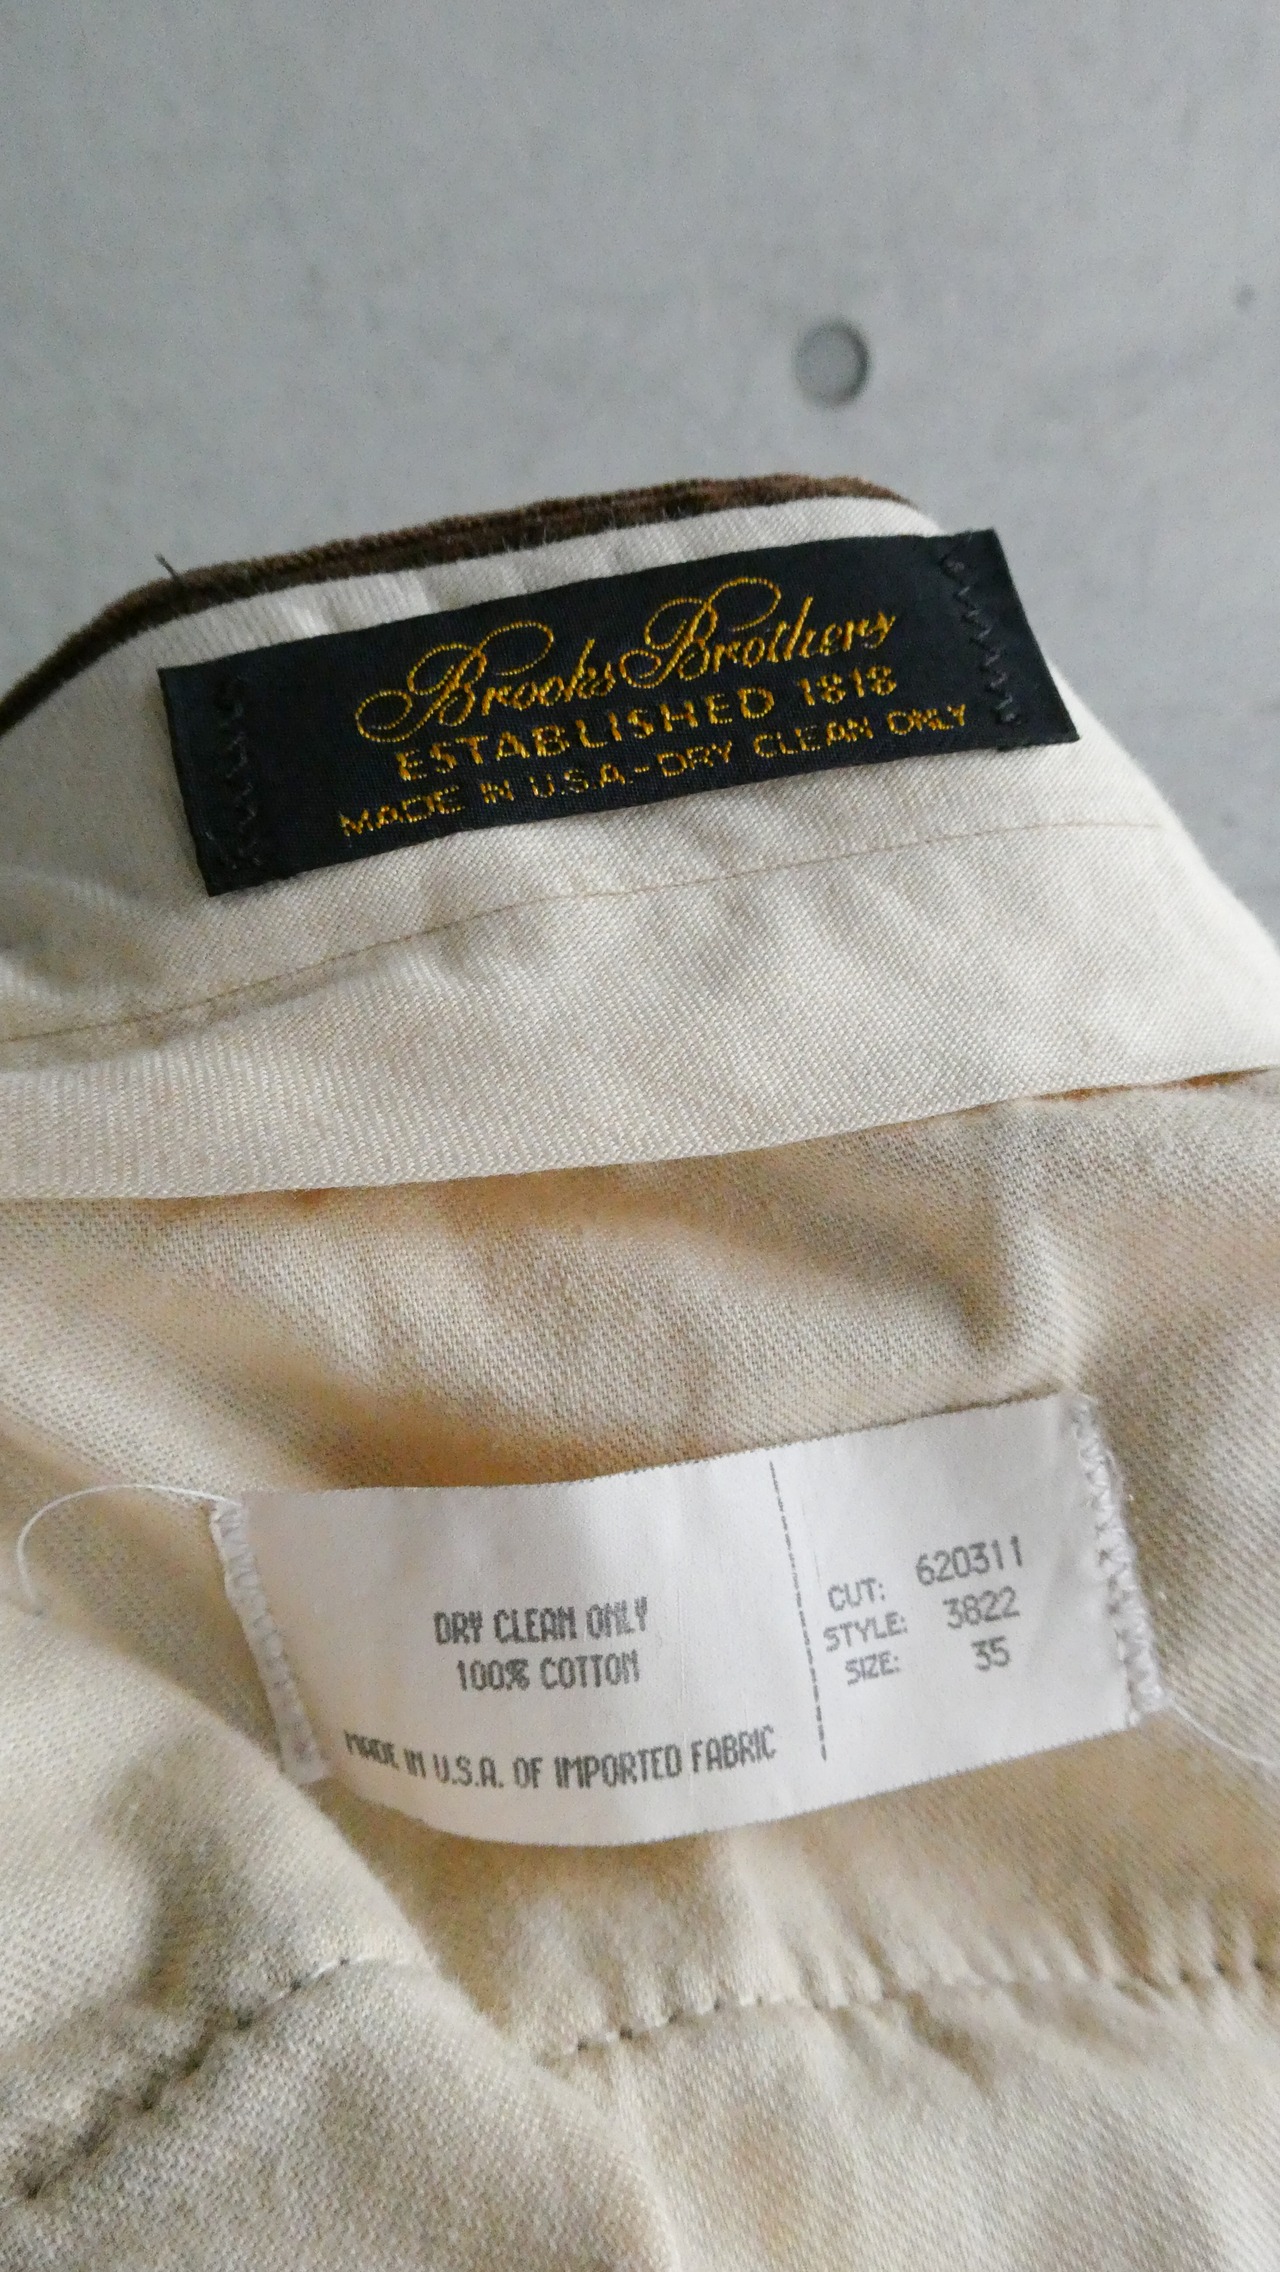 Brooks Brothers
ESTABLISHED 1818
MADE IN U.S.A.-DRY CLEAN ONLY
DRY CLEAN ONLY
100% COTTON
MADE IN U.S.A. OF IMPORTED FABRIC
CUT: 620311
STYLE: 3822
SIZE: 35